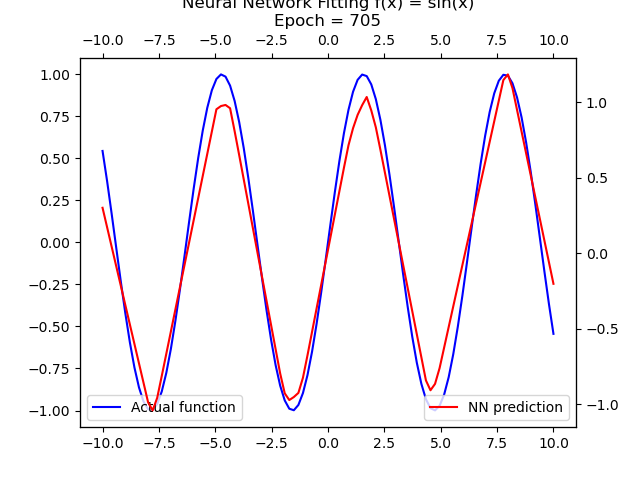 Neural Network Fitting f(x) = sin(x)
Epoch = 705
−10.0 −7.5 −5.0 −2.5 0.0 2.5 5.0 7.5 10.0
1.00
0.75
0.50
0.25
0.00
−0.25
−0.50
−0.75
−1.00
1.0
0.5
0.0
−0.5
−1.0
Actual function
NN prediction
−10.0 −7.5 −5.0 −2.5 0.0 2.5 5.0 7.5 10.0